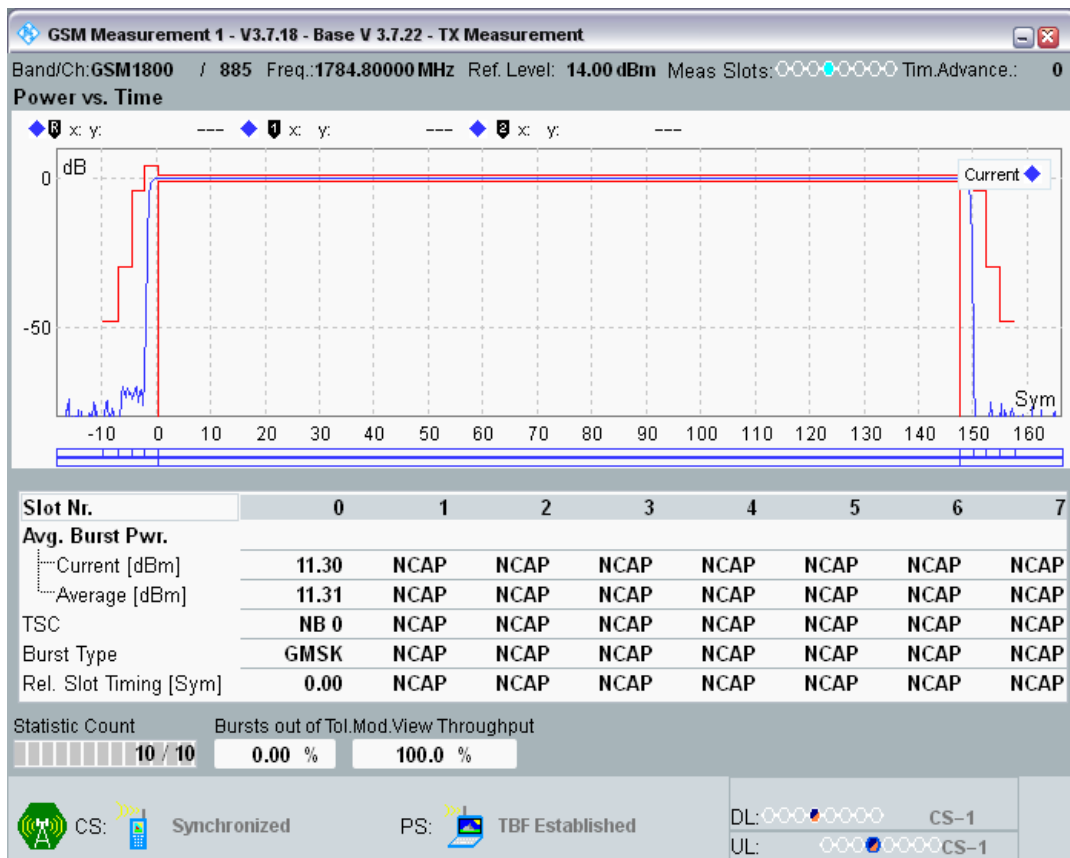 GSM Measurement 1 - V3.7.18 - Base V 3.7.22 - TX Measurement
Band/Ch:GSM1800 / 885 Freq.:1784.80000 MHz Ref. Level: 14.00 dBm Meas Slots: Tim.Advance.: 0
Power vs. Time
R x: y: --- 1 x: y: --- 2 x: y: ---
dB
Current
0
-50
Sym
-10 0 10 20 30 40 50 60 70 80 90 100 110 120 130 140 150 160
Slot Nr. 0 1 2 3 4 5 6 7
Avg. Burst Pwr.
Current [dBm] 11.30 NCAP NCAP NCAP NCAP NCAP NCAP NCAP
Average [dBm] 11.31 NCAP NCAP NCAP NCAP NCAP NCAP NCAP
TSC NB 0 NCAP NCAP NCAP NCAP NCAP NCAP NCAP
Burst Type GMSK NCAP NCAP NCAP NCAP NCAP NCAP NCAP
Rel. Slot Timing [Sym] 0.00 NCAP NCAP NCAP NCAP NCAP NCAP NCAP
Statistic Count Bursts out of Tol.Mod.View Throughput
10 / 10 0.00 % 100.0 %
CS: Synchronized PS: TBF Established
DL: CS-1
UL: CS-1